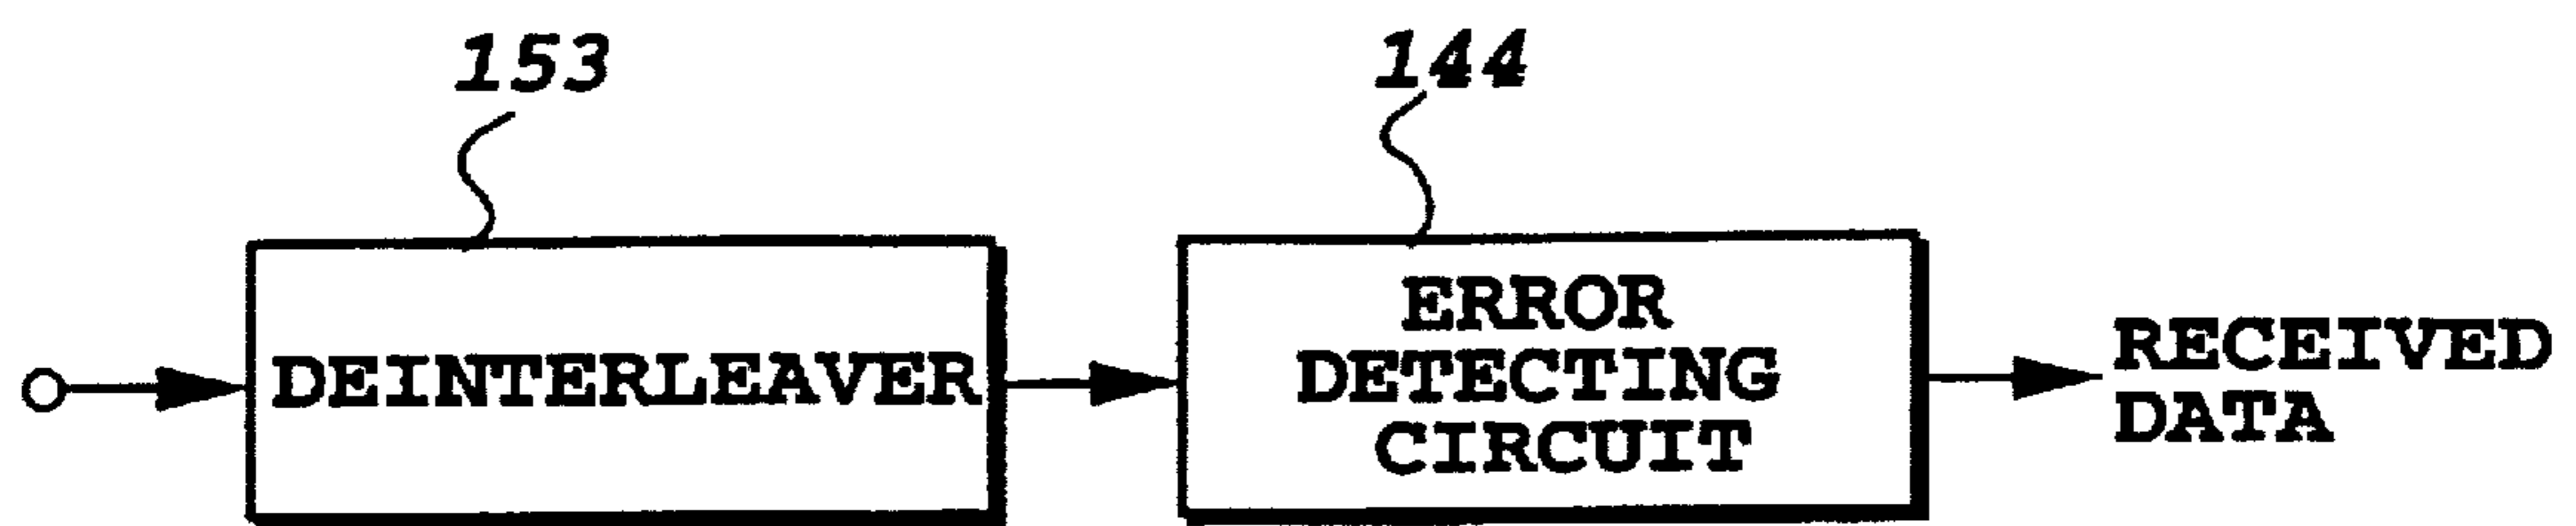 153
144
DEINTERLEAVER
ERROR
DETECTING
CIRCUIT
RECEIVED
DATA